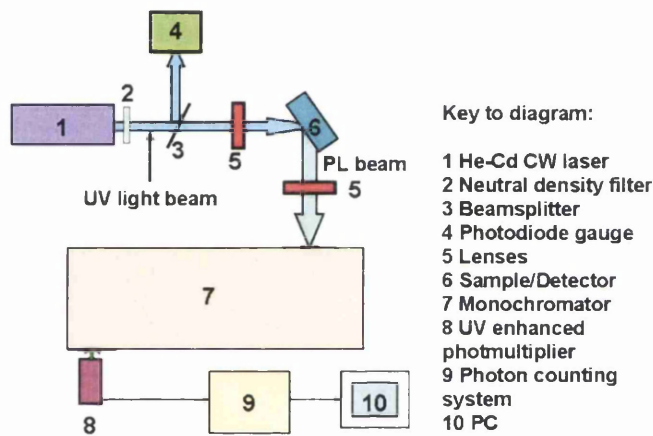 4
2
1
3
5
6
UV light beam
PL beam
5
7
8
9
10
Key to diagram:
1 He-Cd CW laser
2 Neutral density filter
3 Beamsplitter
4 Photodiode gauge
5 Lenses
6 Sample/Detector
7 Monochromator
8 UV enhanced
photmultiplier
9 Photon counting
system
10 PC